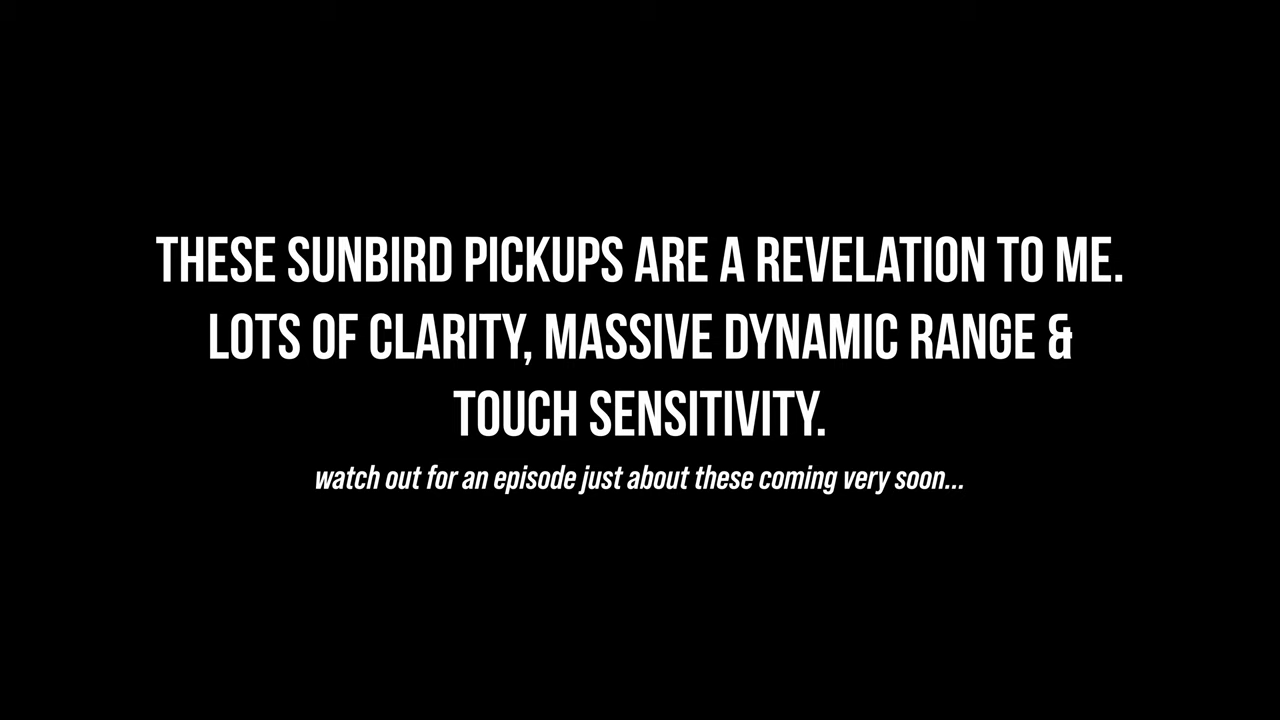 THESE SUNBIRD PICKUPS ARE A REVELATION TO ME.
LOTS OF CLARITY, MASSIVE DYNAMIC RANGE &
TOUCH SENSITIVITY.
watch out for an episode just about these coming very soon...